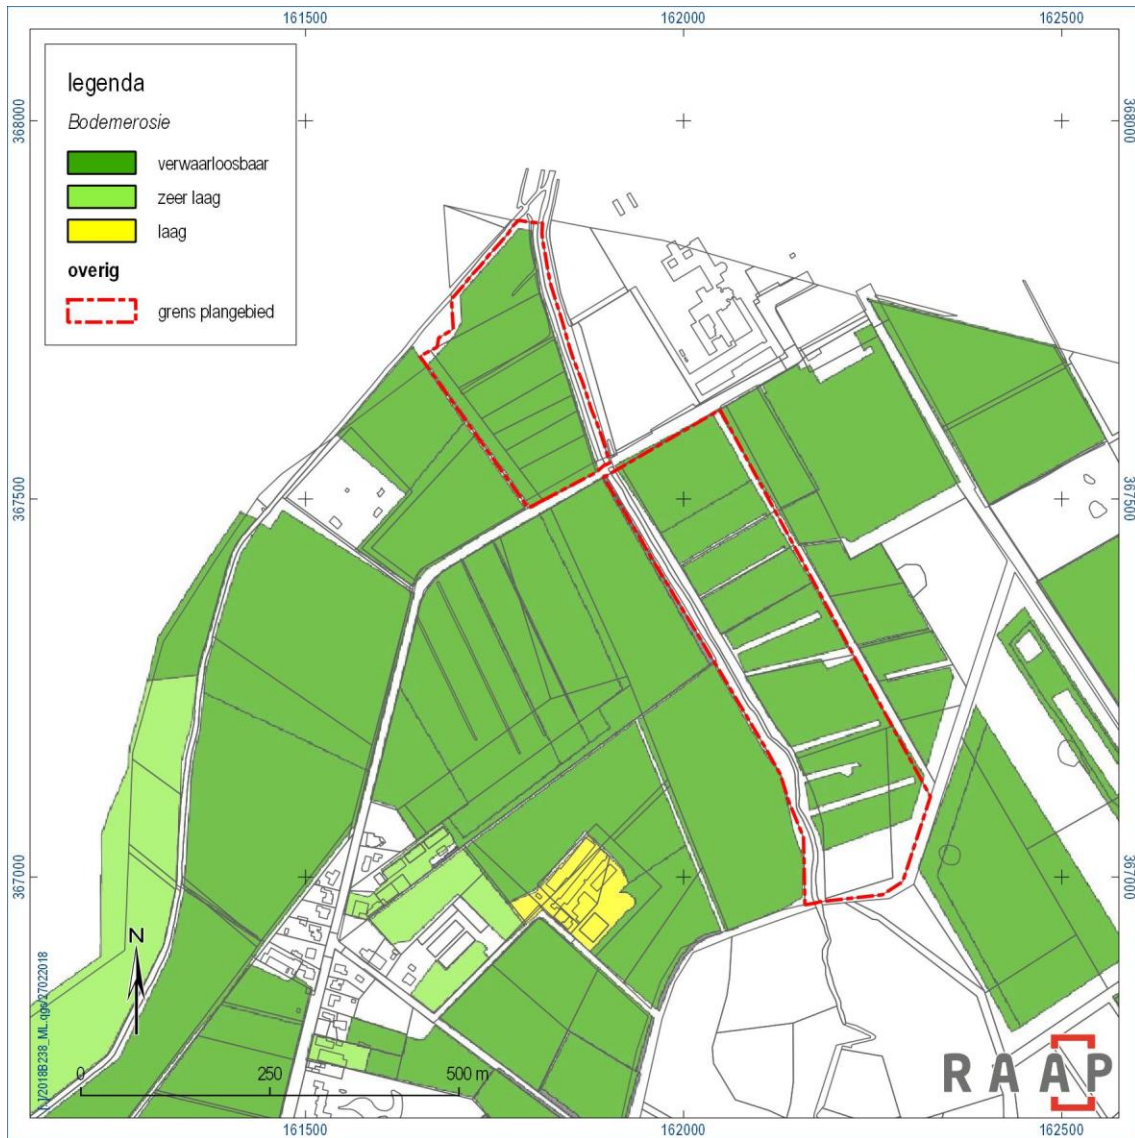 161500 162000 162500
368000 368000
legenda
Bodemerosie
verwaarloosbaar
zeer laag
laag
overig
grens plangebied
367500 367500
367000 367000
N
0 250 500 m
RAAP
161500 162000 162500